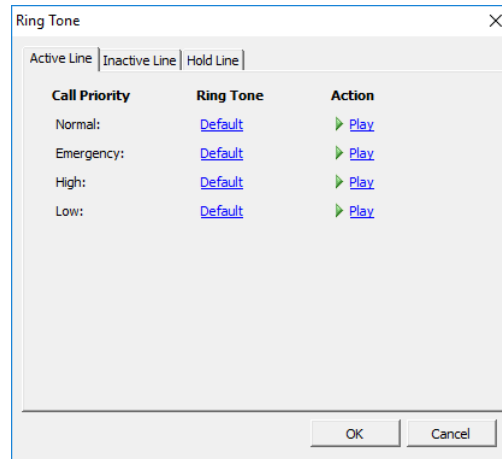 Ring Tone
Active Line Inactive Line Hold Line
Call Priority Ring Tone Action
Normal: Default Play
Emergency: Default Play
High: Default Play
Low: Default Play
OK Cancel